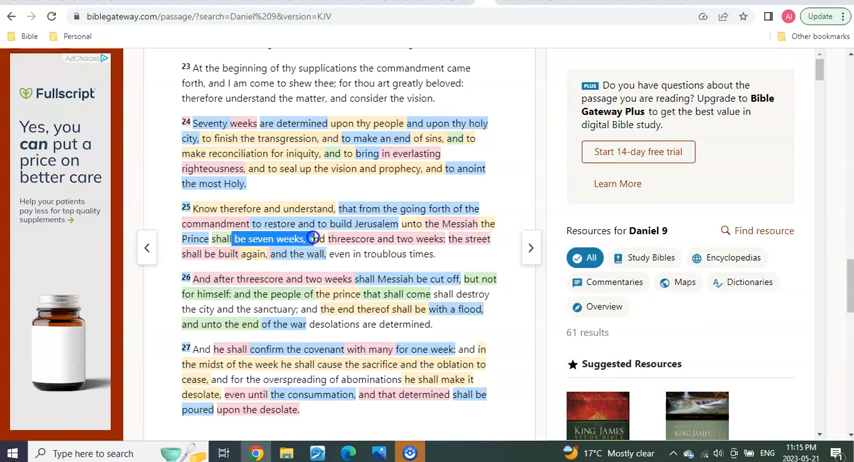 biblegateway.com/passage/?search=Daniel%209&version=KJV
AI
Update
Bible
Personal
Other bookmarks
AdChoices
Fullscript
Yes, you
can put a
price on
better care
Help your patients
pay less for top quality
supplements →
23 At the beginning of thy supplications the commandment came
forth, and I am come to shew thee; for thou art greatly beloved:
therefore understand the matter, and consider the vision.
24 Seventy weeks are determined upon thy people and upon thy holy
city, to finish the transgression, and to make an end of sins, and to
make reconciliation for iniquity, and to bring in everlasting
righteousness, and to seal up the vision and prophecy, and to anoint
the most Holy.
25 Know therefore and understand, that from the going forth of the
commandment to restore and to build Jerusalem unto the Messiah the
Prince shall be seven weeks, and threescore and two weeks: the street
shall be built again, and the wall, even in troublous times.
26 And after threescore and two weeks shall Messiah be cut off, but not
for himself: and the people of the prince that shall come shall destroy
the city and the sanctuary; and the end thereof shall be with a flood,
and unto the end of the war desolations are determined.
27 And he shall confirm the covenant with many for one week: and in
the midst of the week he shall cause the sacrifice and the oblation to
cease, and for the overspreading of abominations he shall make it
desolate, even until the consummation, and that determined shall be
poured upon the desolate.
PLUS Do you have questions about the
passage you are reading? Upgrade to Bible
Gateway Plus to get the best value in
digital Bible study.
Start 14-day free trial
Learn More
Resources for Daniel 9
Find resource
All
Study Bibles
Encyclopedias
Commentaries
Maps
Dictionaries
Overview
61 results
★ Suggested Resources
KING JAMES
KING JAMES
Type here to search
17°C Mostly clear
ENG
11:15 PM
2023-05-21